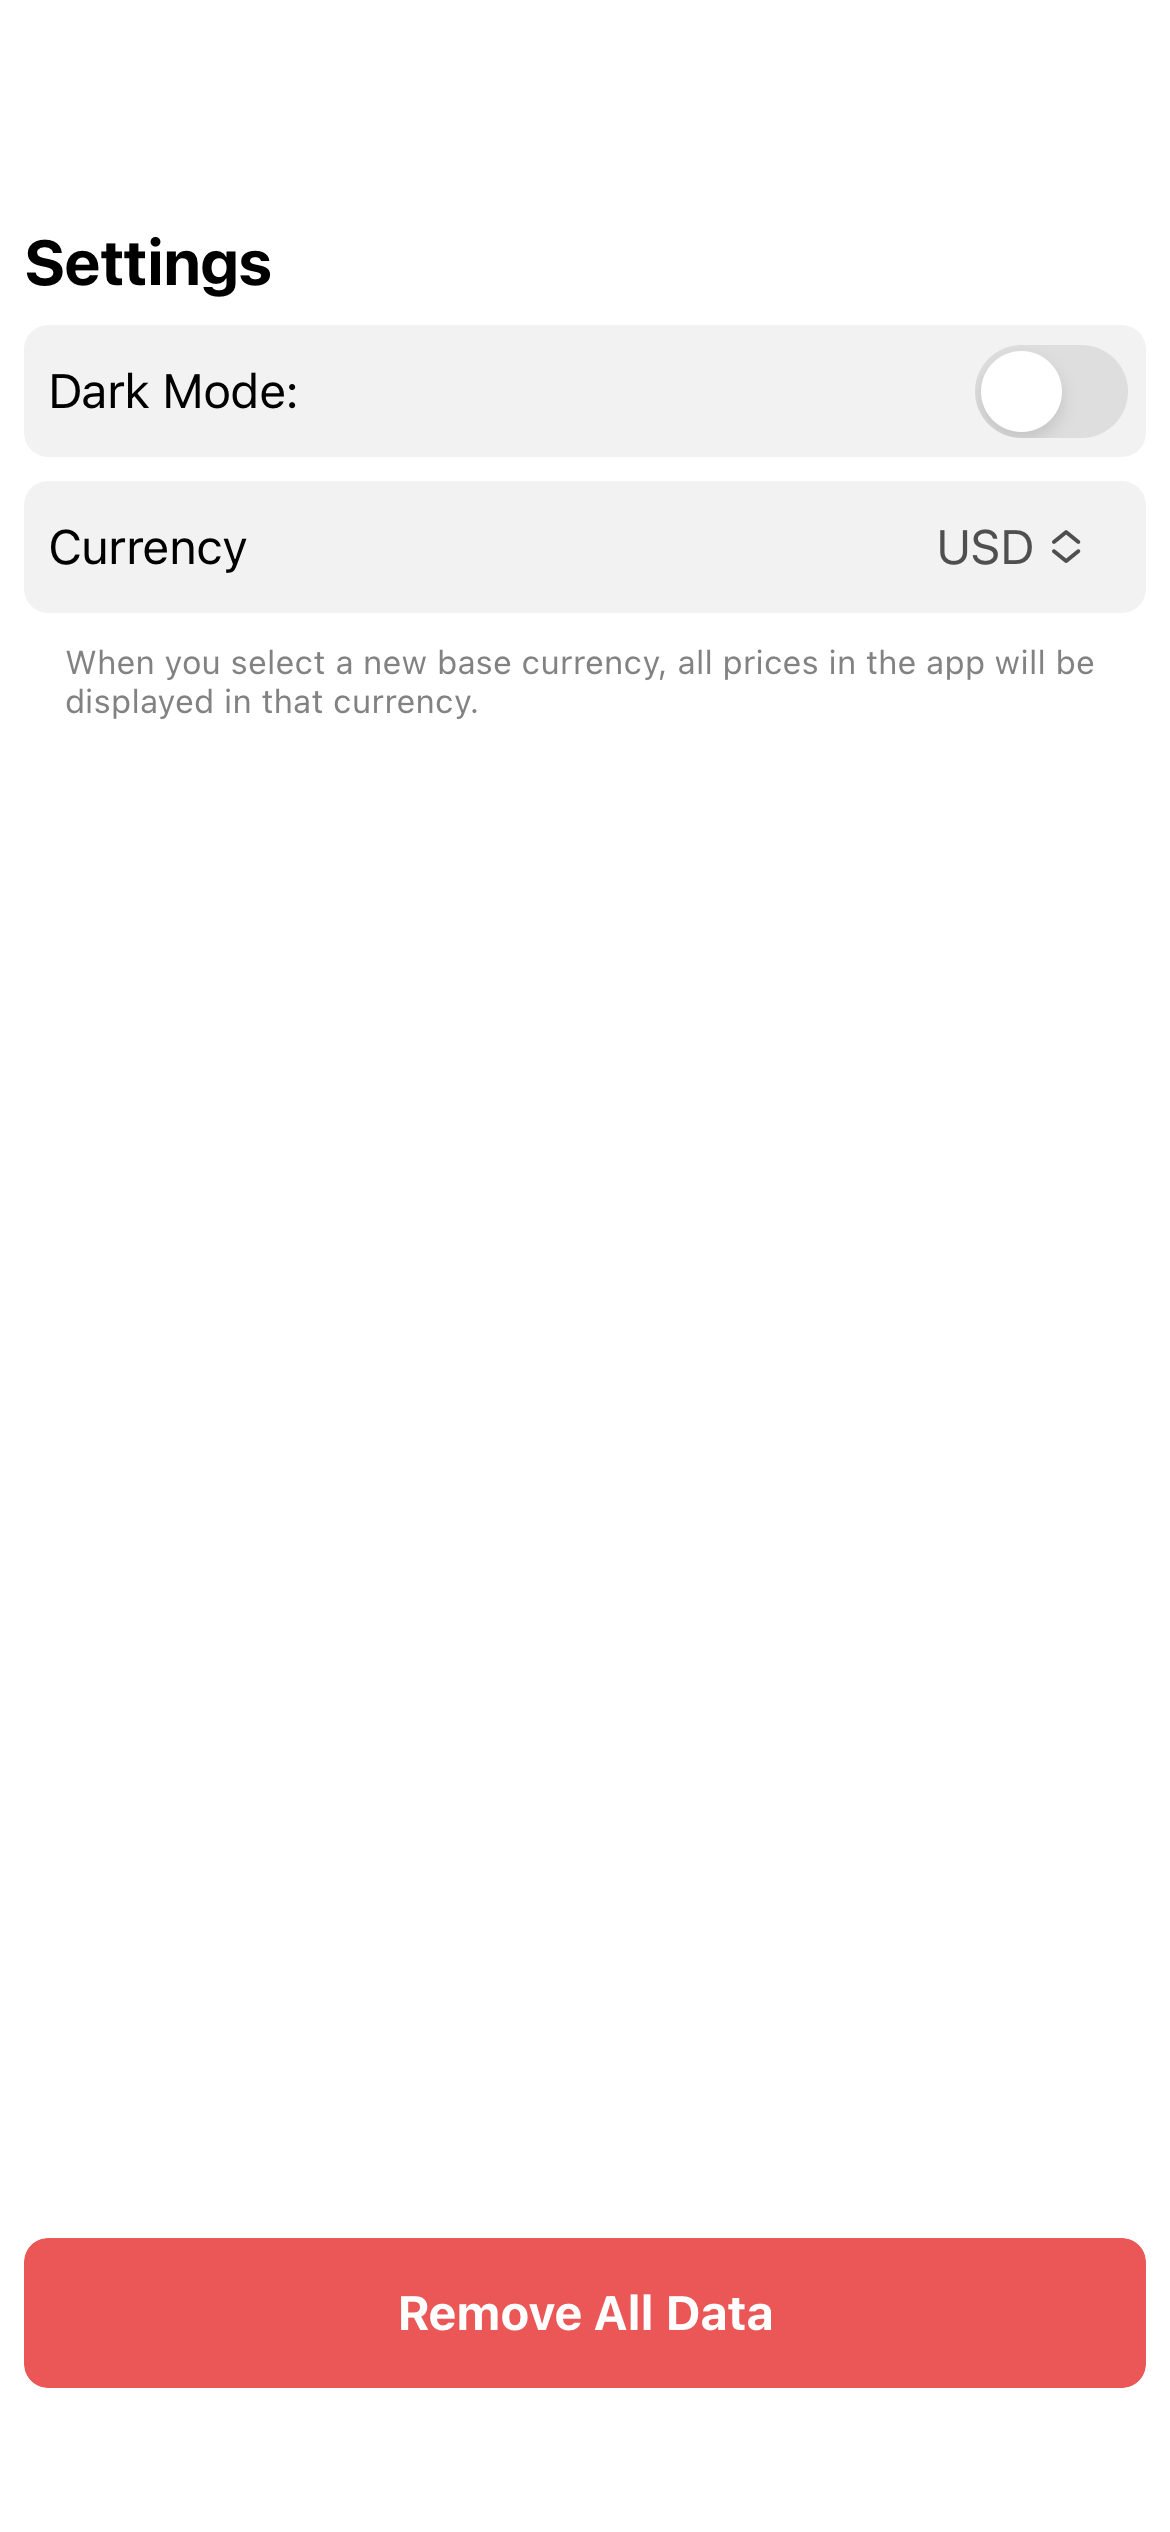 Settings
Dark Mode:
Currency USD
When you select a new base currency, all prices in the app will be
displayed in that currency.
Remove All Data